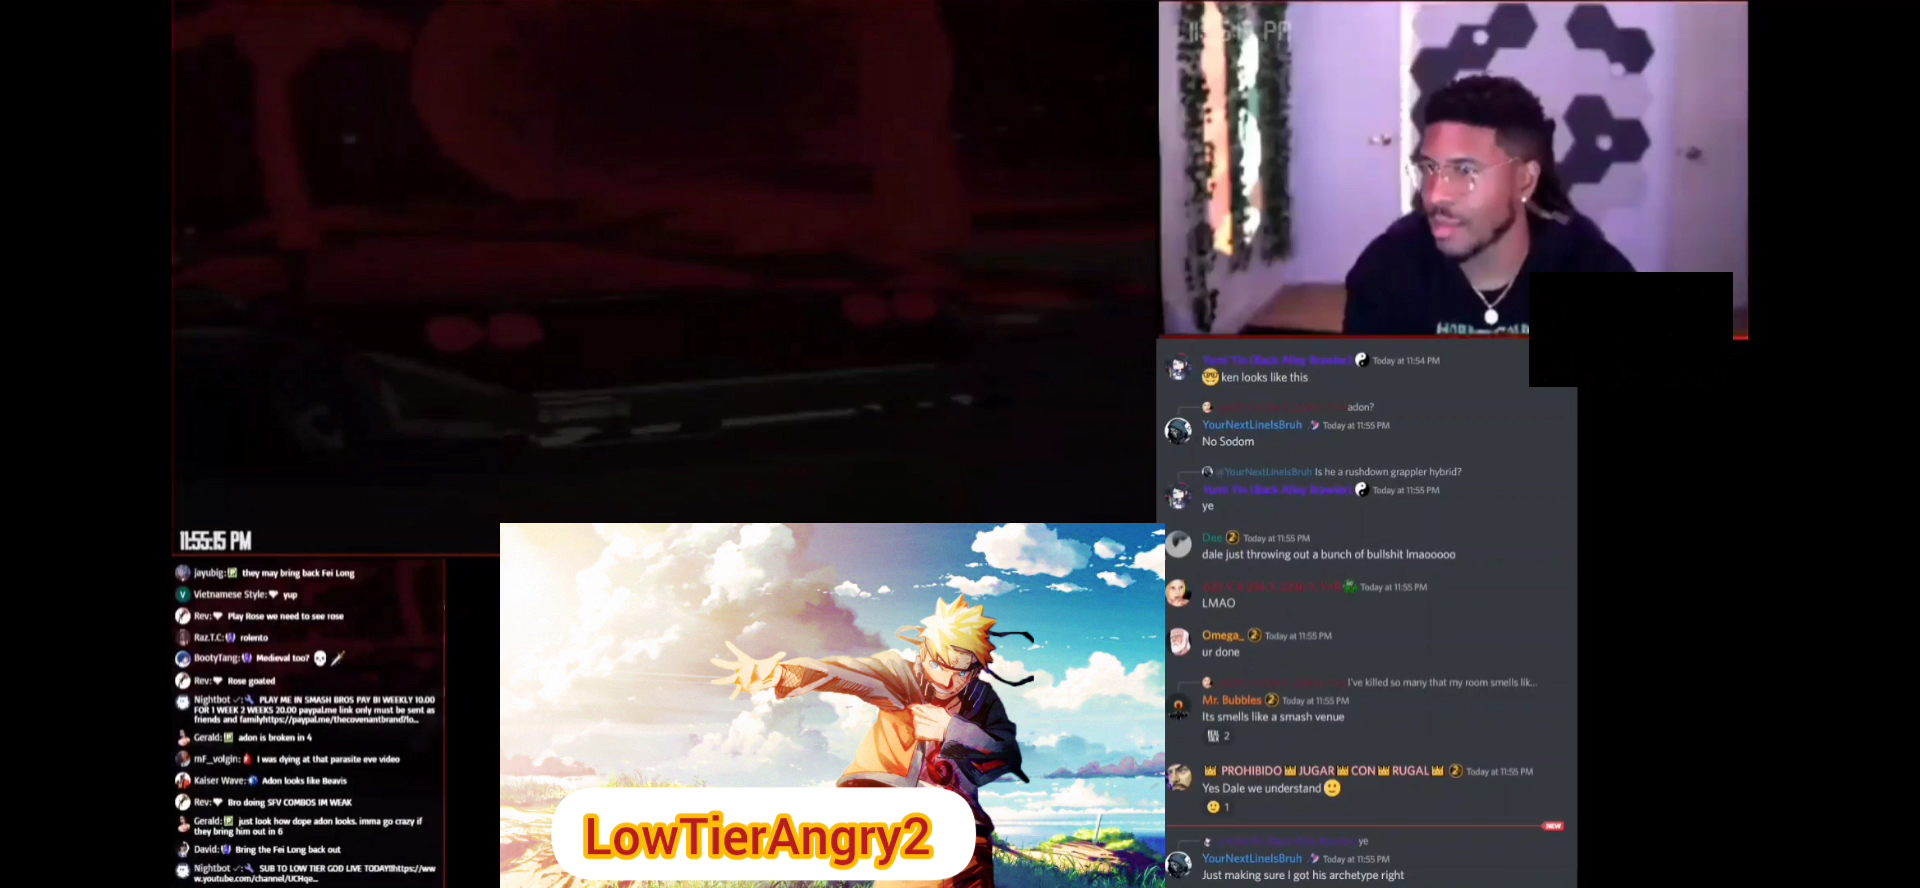 11:55:15 PM
jayubig: they may bring back Fei Long
V Vietnamese Style: yup
Rev: Play Rose we need to see rose
Raz.T.C: rolento
BootyTang: Medieval too?
Rev: Rose goated
Nightbot: PLAY ME IN SMASH BROS PAY BI WEEKLY 10.00
FOR 1 WEEK 2 WEEKS 20.00 paypal.me link only must be sent as
friends and familyhttps://paypal.me/thecovenantbrand?lo...
Gerald: adon is broken in 4
mF_volgin: I was dying at that parasite eve video
Kaiser Wave: Adon looks like Beavis
Rev: Bro doing SFV COMBOS IM WEAK
Gerald: just look how dope adon looks. imma go crazy if
they bring him out in 6
David: Bring the Fei Long back out
Nightbot: SUB TO LOW TIER GOD LIVE TODAY!!!https://ww
w.youtube.com/channel/UCHqe...
LowTierAngry2
Today at 11:54 PM
ken looks like this
adon?
YourNextLineIsBruh Today at 11:55 PM
No Sodom
@YourNextLineIsBruh Is he a rushdown grappler hybrid?
Today at 11:55 PM
ye
Dee Today at 11:55 PM
dale just throwing out a bunch of bullshit lmaooooo
Today at 11:55 PM
LMAO
Omega_ Today at 11:55 PM
ur done
I've killed so many that my room smells lik...
Mr. Bubbles Today at 11:55 PM
Its smells like a smash venue
REAL TALK 2
PROHIBIDO JUGAR CON RUGAL Today at 11:55 PM
Yes Dale we understand
1
NEW
ye
YourNextLineIsBruh Today at 11:55 PM
Just making sure I got his archetype right